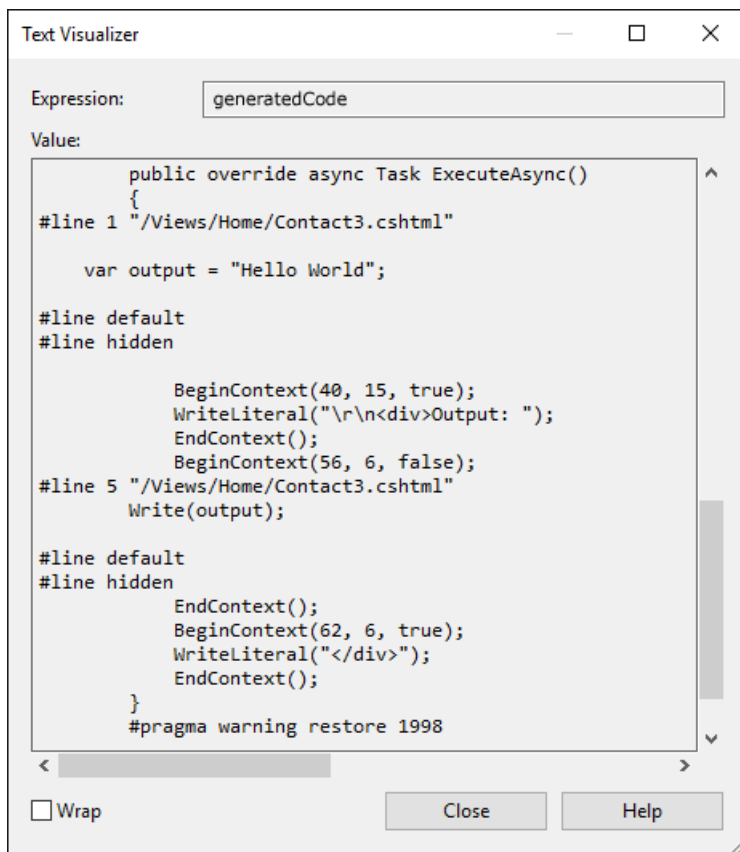 Text Visualizer
Expression: generatedCode
Value:
        public override async Task ExecuteAsync()
        {
#line 1 "/Views/Home/Contact3.cshtml"

    var output = "Hello World";

#line default
#line hidden

            BeginContext(40, 15, true);
            WriteLiteral("\r\n<div>Output: ");
            EndContext();
            BeginContext(56, 6, false);
#line 5 "/Views/Home/Contact3.cshtml"
        Write(output);

#line default
#line hidden
            EndContext();
            BeginContext(62, 6, true);
            WriteLiteral("</div>");
            EndContext();
        }
        #pragma warning restore 1998
Wrap
Close
Help